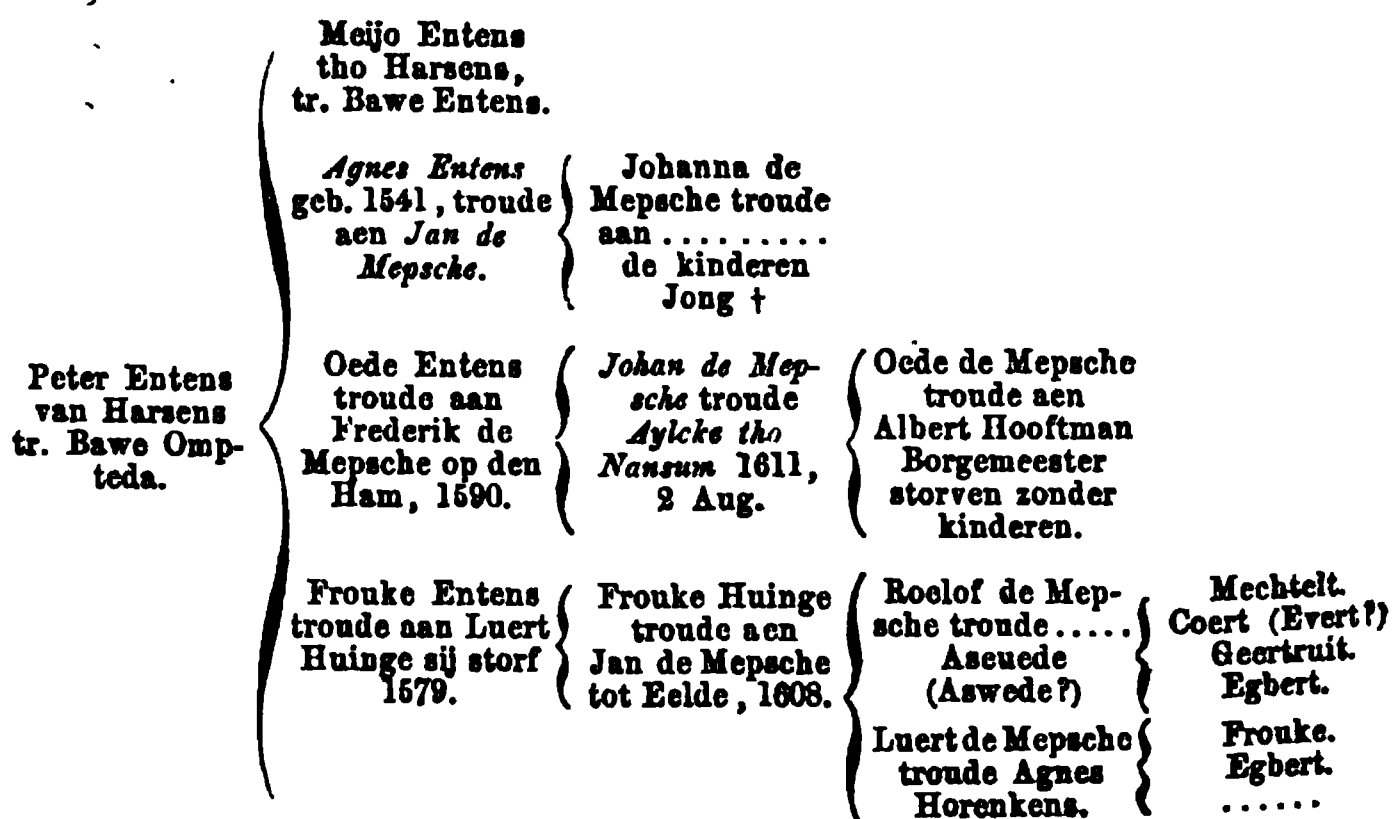 Peter Entens
van Harsens
tr. Bawe Omp-
teda.
Meijo Entens
tho Harsens,
tr. Bawe Entens.
Agnes Entens
geb. 1541, troude
aen Jan de
Mepsche.
Johanna de
Mepsche troude
aan .........
de kinderen
Jong †
Oede Entens
troude aan
Frederik de
Mepsche op den
Ham, 1590.
Johan de Mep-
sche troude
Aylcke tho
Nansum 1611,
2 Aug.
Oede de Mepsche
troude aen
Albert Hooftman
Borgemeester
storven zonder
kinderen.
Frouke Entens
troude aan Luert
Huinge sij storf
1579.
Frouke Huinge
troude aen
Jan de Mepsche
tot Eelde, 1608.
Roelof de Mep-
sche troude.....
Aseuede
(Aswede?)
Mechtelt.
Coert (Evert?)
Geertruit.
Egbert.
Luert de Mepsche
troude Agnes
Horenkens.
Frouke.
Egbert.
......